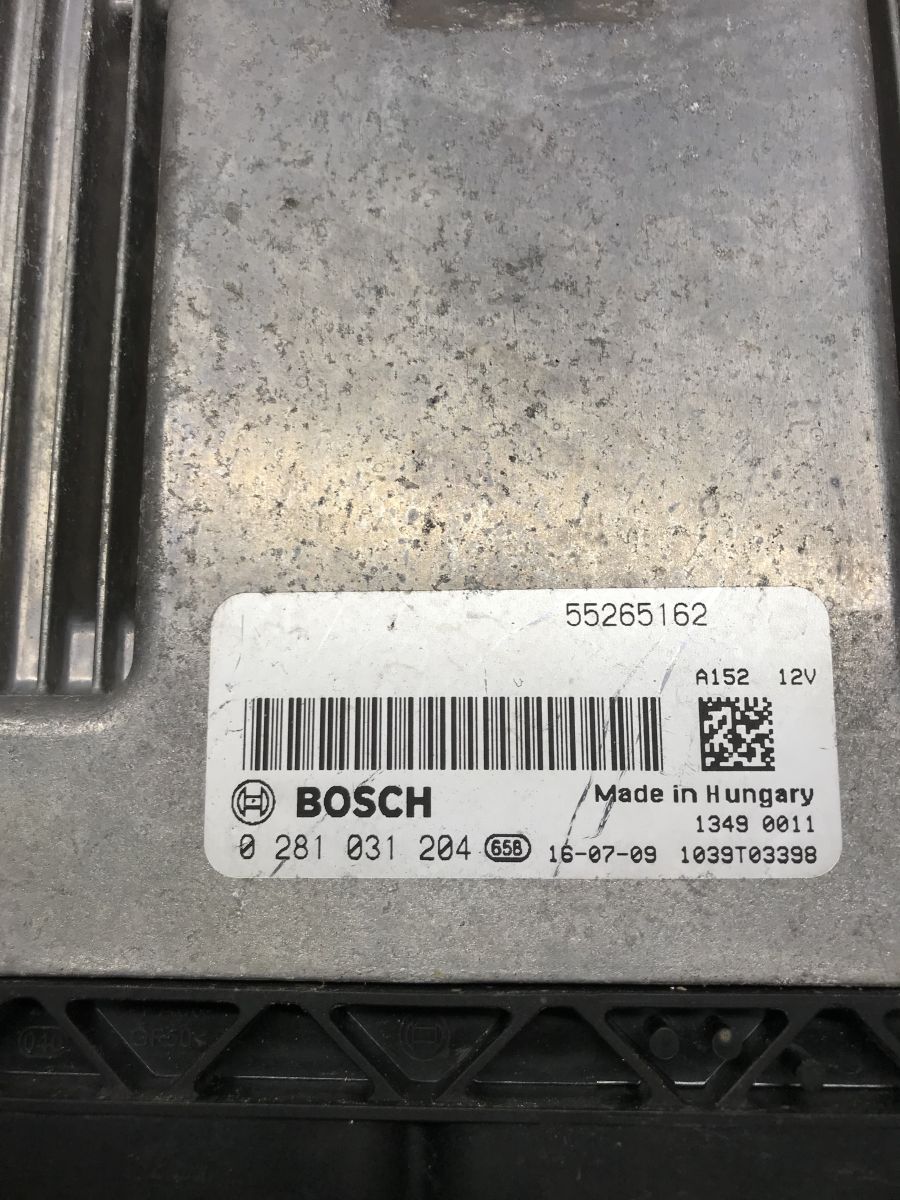 55265162
A152 12V
BOSCH
Made in Hungary
1349 0011
0 281 031 204 658 16-07-09 1039T03398